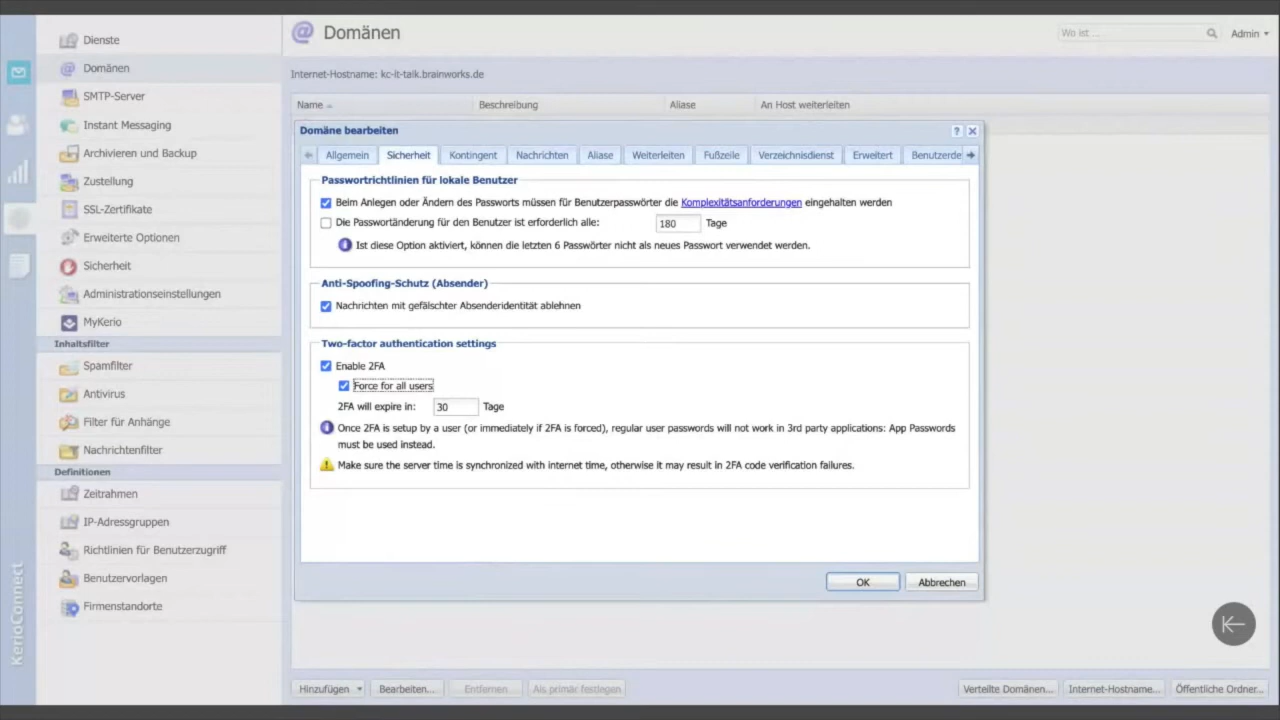 Domänen
Wo ist ...
Admin
Dienste
Domänen
SMTP-Server
Instant Messaging
Archivieren und Backup
Zustellung
SSL-Zertifikate
Erweiterte Optionen
Sicherheit
Administrationseinstellungen
MyKerio
Inhaltsfilter
Spamfilter
Antivirus
Filter für Anhänge
Nachrichtenfilter
Definitionen
Zeitrahmen
IP-Adressgruppen
Richtlinien für Benutzerzugriff
Benutzervorlagen
Firmenstandorte
KerioConnect
Internet-Hostname: kc-it-talk.brainworks.de
Name Beschreibung Aliase An Host weiterleiten
Domäne bearbeiten
Allgemein Sicherheit Kontingent Nachrichten Aliase Weiterleiten Fußzeile Verzeichnisdienst Erweitert Benutzerde
Passwortrichtlinien für lokale Benutzer
Beim Anlegen oder Ändern des Passworts müssen für Benutzerpasswörter die Komplexitätsanforderungen eingehalten werden
Die Passwortänderung für den Benutzer ist erforderlich alle: 180 Tage
Ist diese Option aktiviert, können die letzten 6 Passwörter nicht als neues Passwort verwendet werden.
Anti-Spoofing-Schutz (Absender)
Nachrichten mit gefälschter Absenderidentität ablehnen
Two-factor authentication settings
Enable 2FA
Force for all users
2FA will expire in: 30 Tage
Once 2FA is setup by a user (or immediately if 2FA is forced), regular user passwords will not work in 3rd party applications: App Passwords
must be used instead.
Make sure the server time is synchronized with internet time, otherwise it may result in 2FA code verification failures.
OK Abbrechen
Hinzufügen Bearbeiten... Entfernen Als primär festlegen Verteilte Domänen... Internet-Hostname... Öffentliche Ordner...